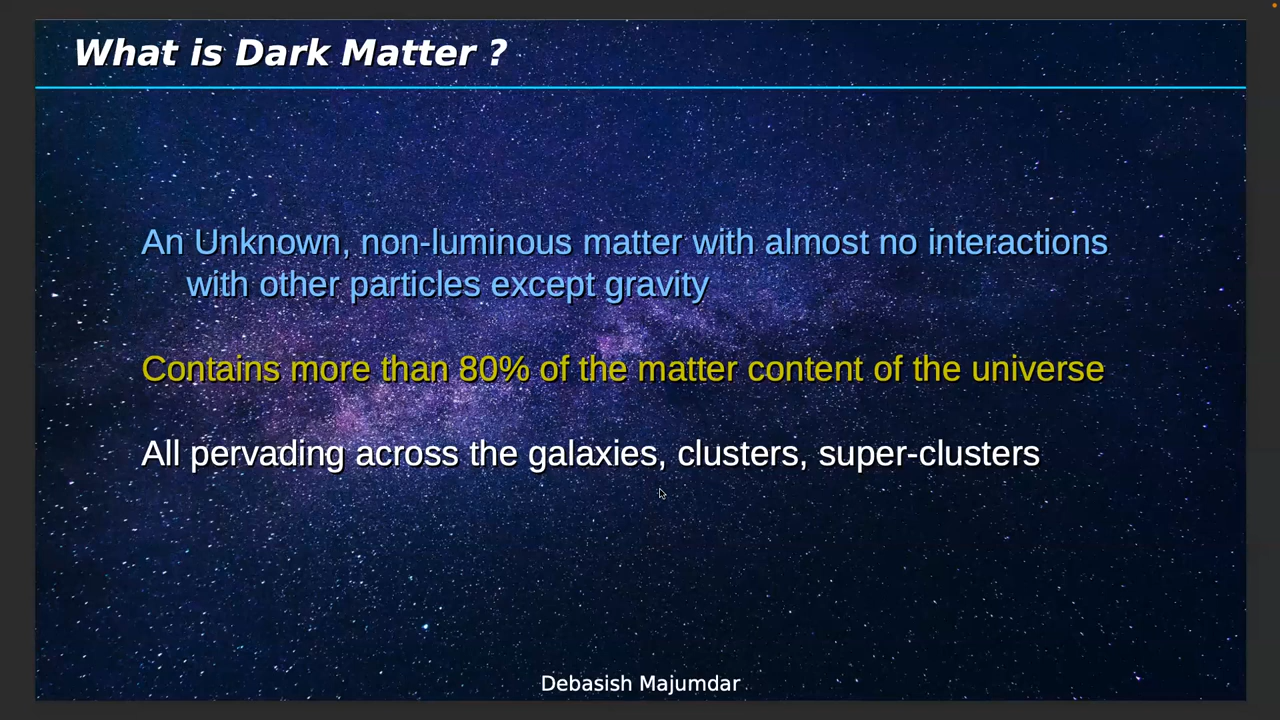 What is Dark Matter ?
An Unknown, non-luminous matter with almost no interactions
with other particles except gravity
Contains more than 80% of the matter content of the universe
All pervading across the galaxies, clusters, super-clusters
Debasish Majumdar